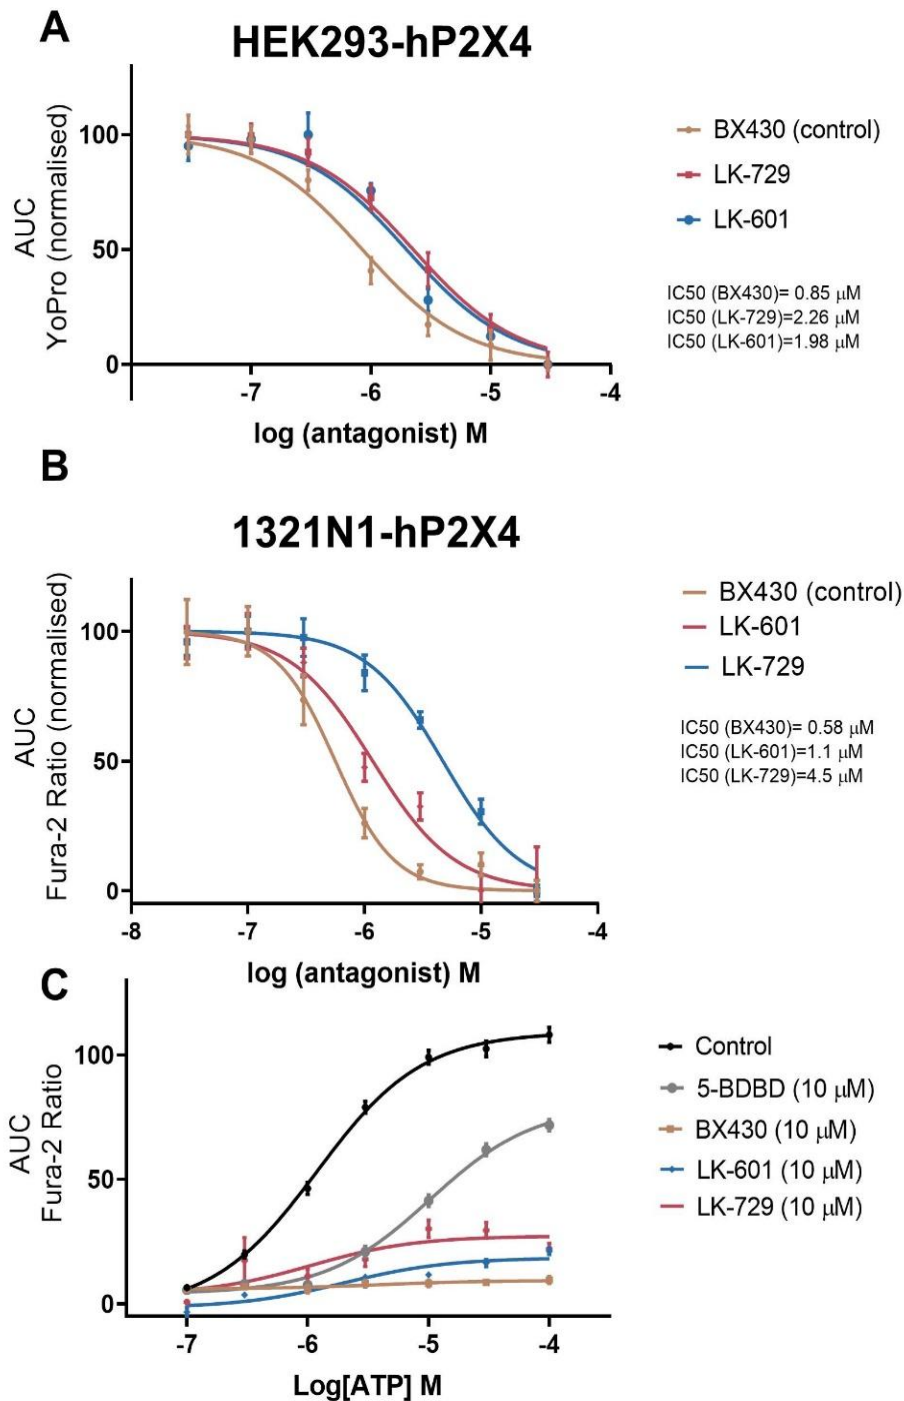 A
HEK293-hP2X4
AUC
YoPro (normalised)
100
50
0
-7
-6
-5
-4
log (antagonist) M
BX430 (control)
LK-729
LK-601
IC50 (BX430)= 0.85 μM
IC50 (LK-729)=2.26 μM
IC50 (LK-601)=1.98 μM
B
1321N1-hP2X4
AUC
Fura-2 Ratio (normalised)
100
50
0
-8
-7
-6
-5
-4
log (antagonist) M
BX430 (control)
LK-601
LK-729
IC50 (BX430)= 0.58 μM
IC50 (LK-601)=1.1 μM
IC50 (LK-729)=4.5 μM
C
AUC
Fura-2 Ratio
100
50
0
-7
-6
-5
-4
Log[ATP] M
Control
5-BDBD (10 μM)
BX430 (10 μM)
LK-601 (10 μM)
LK-729 (10 μM)